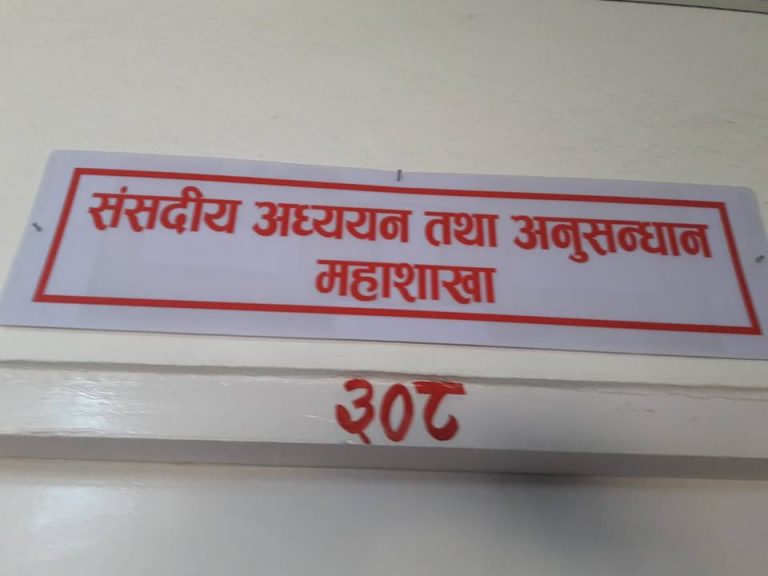 संसदीय अध्ययन तथा अनुसन्धान
महाशाखा
३०८